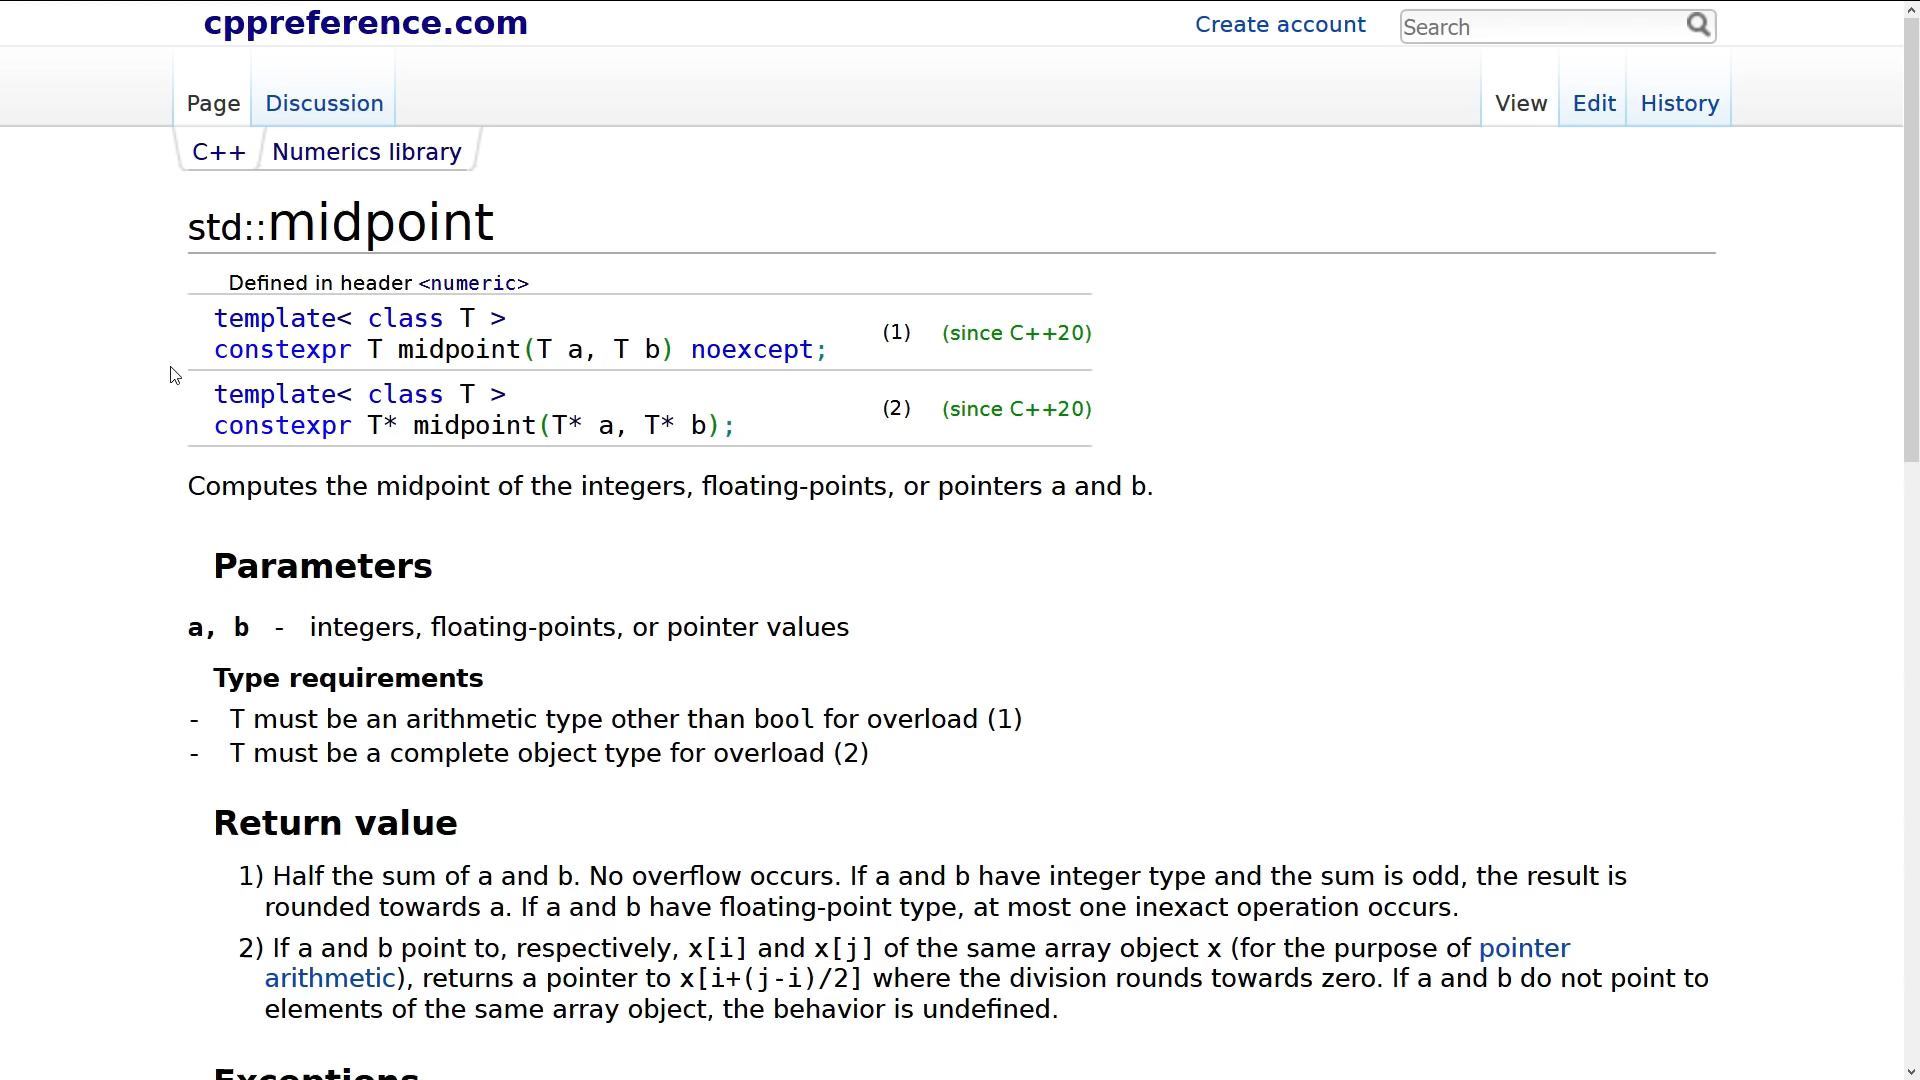 cppreference.com
Create account
Search
Page Discussion
View Edit History
C++ Numerics library
std::midpoint
Defined in header <numeric>
template< class T >
constexpr T midpoint(T a, T b) noexcept;
(1) (since C++20)
template< class T >
constexpr T* midpoint(T* a, T* b);
(2) (since C++20)
Computes the midpoint of the integers, floating-points, or pointers a and b.
Parameters
a, b - integers, floating-points, or pointer values
Type requirements
- T must be an arithmetic type other than bool for overload (1)
- T must be a complete object type for overload (2)
Return value
1) Half the sum of a and b. No overflow occurs. If a and b have integer type and the sum is odd, the result is
rounded towards a. If a and b have floating-point type, at most one inexact operation occurs.
2) If a and b point to, respectively, x[i] and x[j] of the same array object x (for the purpose of pointer
arithmetic), returns a pointer to x[i+(j-i)/2] where the division rounds towards zero. If a and b do not point to
elements of the same array object, the behavior is undefined.
Exceptions